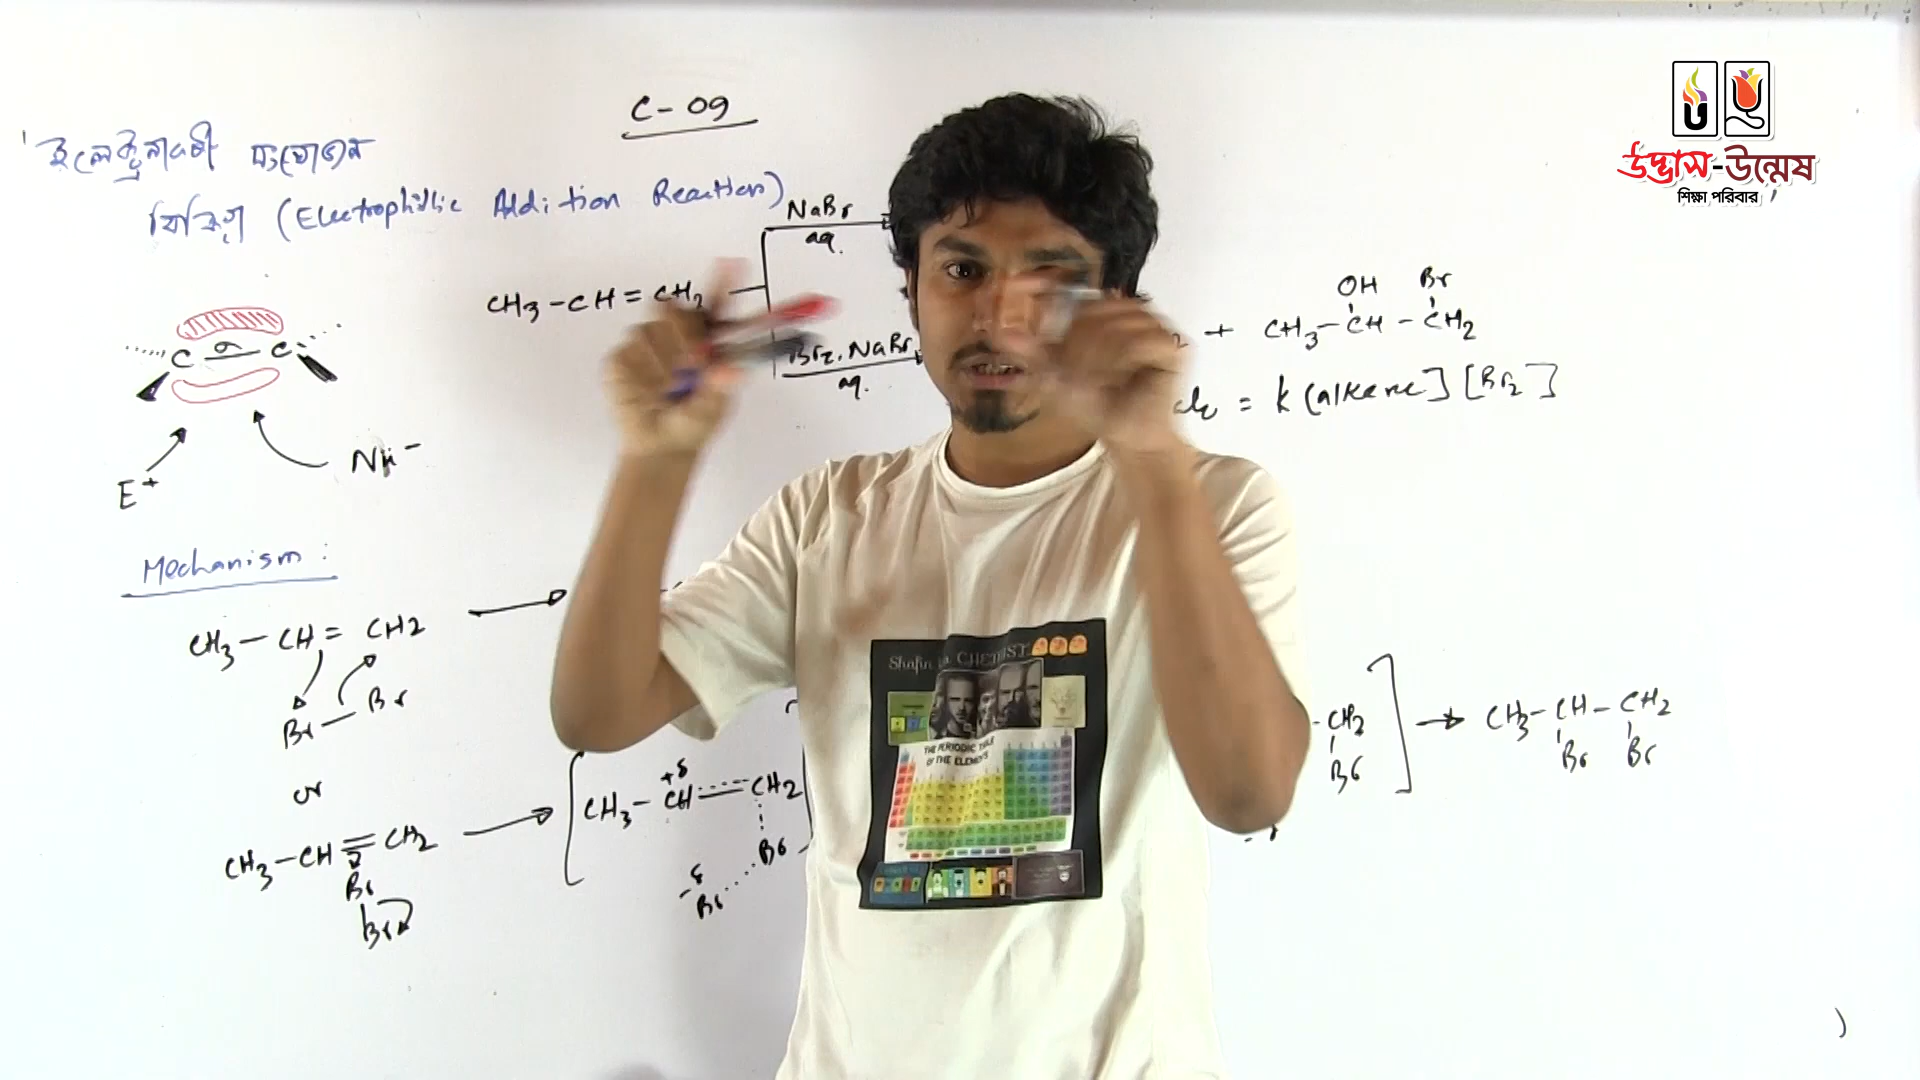 C - 09
ইলেকট্রনাকর্ষী সংযোজন
বিক্রিয়া (Electrophilic Addition Reaction)
উদ্ভাস-উন্মেষ
শিক্ষা পরিবার
NaBr
aq.
CH3 - CH = CH2
Br2, NaBr
aq.
OH Br
+ CH3 - CH - CH2
= k [alkene] [Br2]
C σ C
E+
Nu-
Mechanism :
CH3 - CH = CH2
Br - Br
or
CH3 - CH = CH2
Br
Br
+δ
CH3 - CH = CH2
Br
-δ
Br
- CH2
Br
CH3 - CH - CH2
Br Br
Shafin is CHEMIST
THE PERIODIC TABLE
OF THE ELEMENTS